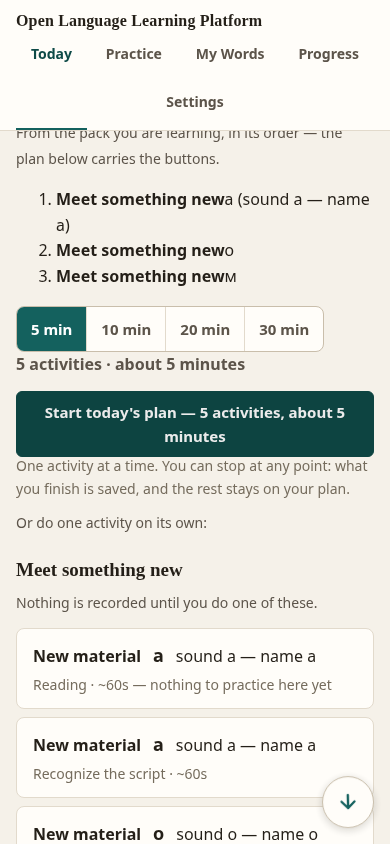 Open Language Learning Platform
Today Practice My Words Progress
Settings
From the pack you are learning, in its order — the
plan below carries the buttons.
1. Meet something newа (sound a — name
a)
2. Meet something newо
3. Meet something newм
5 min 10 min 20 min 30 min
5 activities · about 5 minutes
Start today's plan — 5 activities, about 5
minutes
One activity at a time. You can stop at any point: what
you finish is saved, and the rest stays on your plan.
Or do one activity on its own:
Meet something new
Nothing is recorded until you do one of these.
New material а sound a — name a
Reading · ~60s — nothing to practice here yet
New material а sound a — name a
Recognize the script · ~60s
New material о sound o — name o